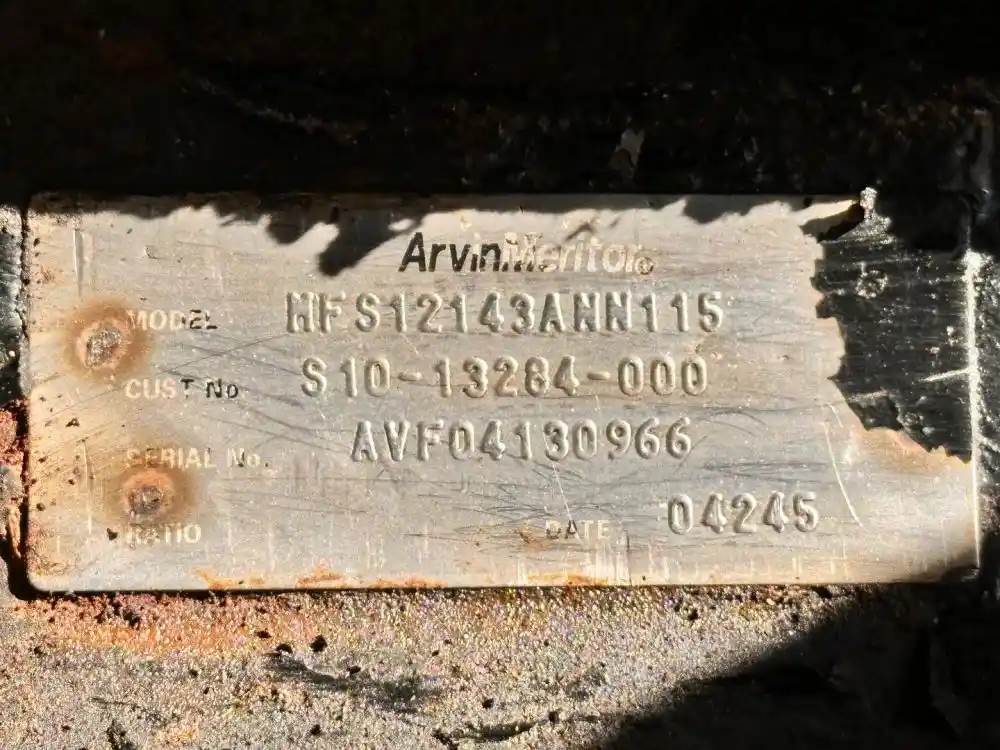 ArvinMeritor®
MODEL MFS12143ANN115
CUST No S10-13284-000
SERIAL No. AVF04130966
RATIO DATE 04245